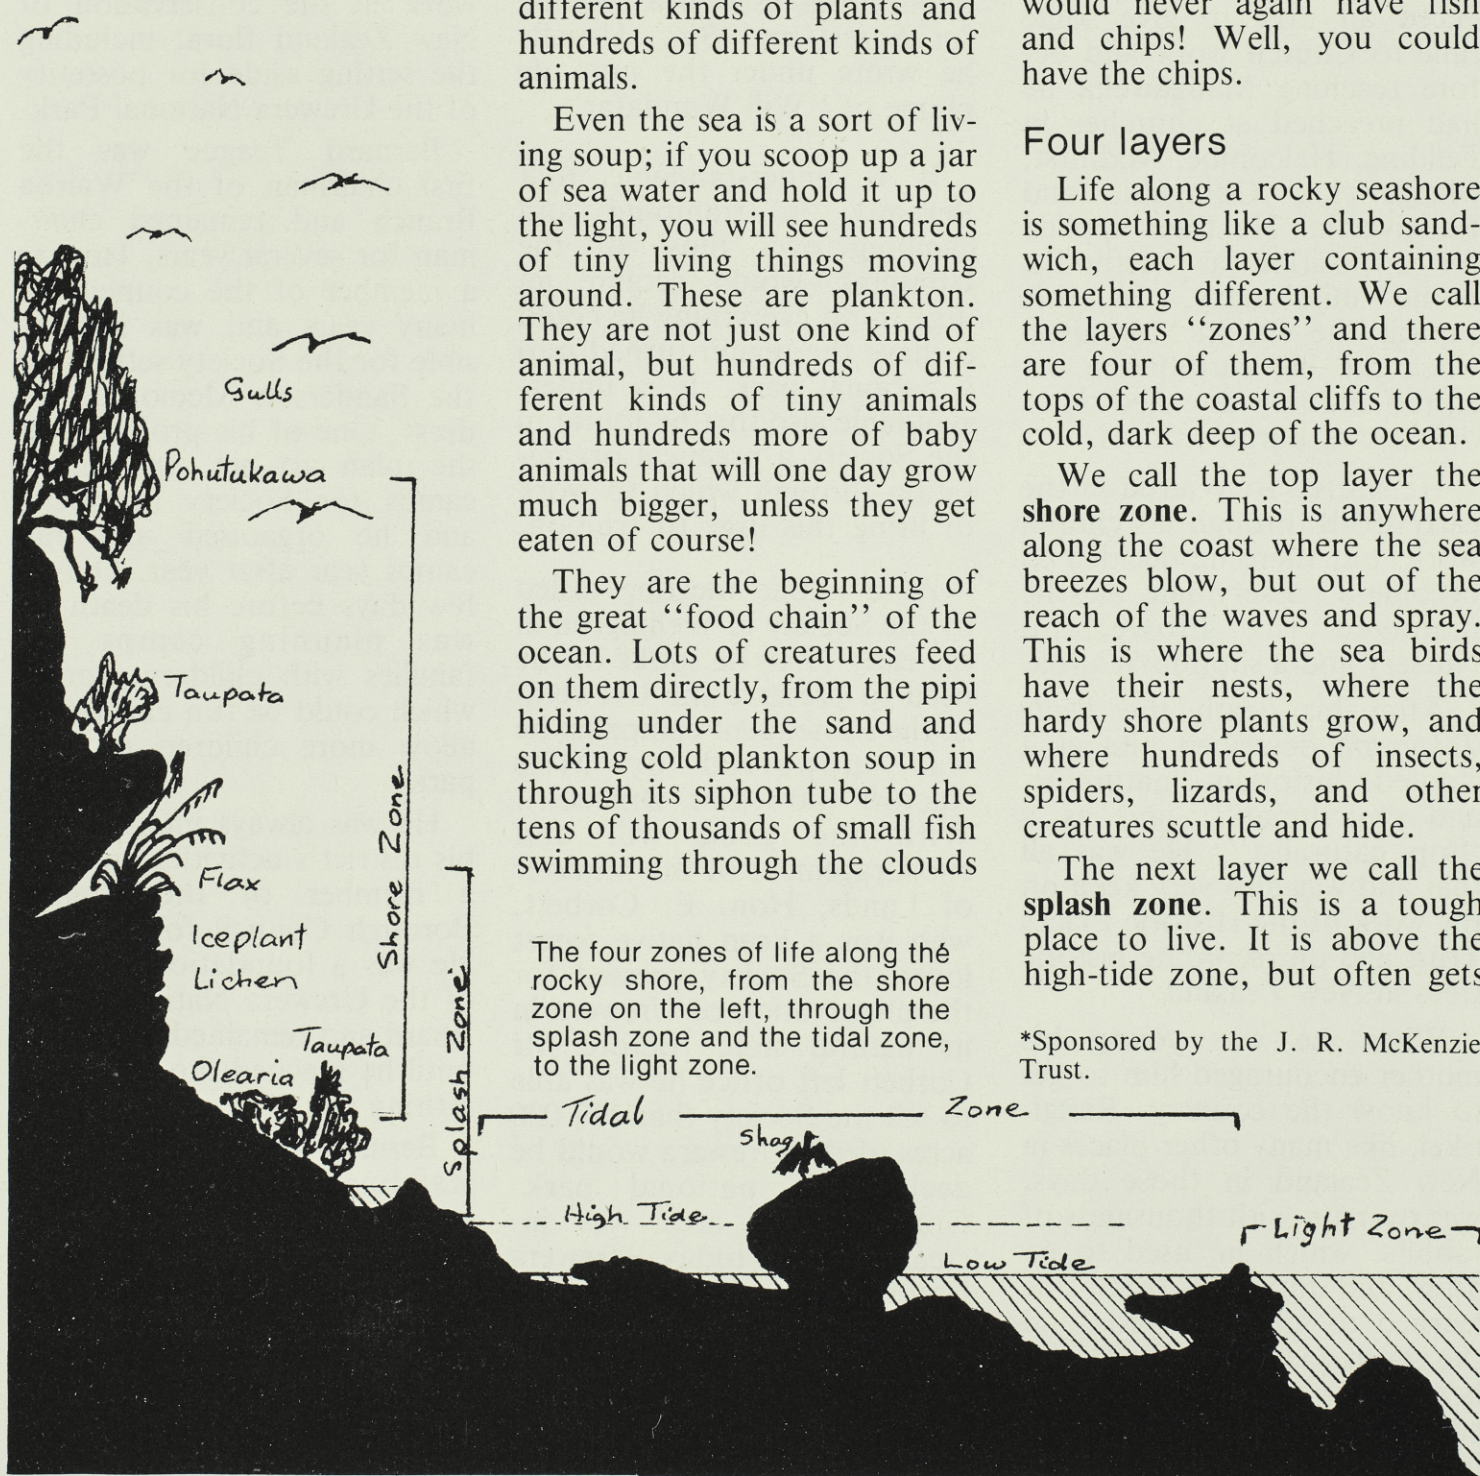 Gulls
Pohutukawa
Taupata
Shore Zone
Flax
Iceplant
Lichen
Taupata
Olearia
Splash Zone
different kinds of plants and
hundreds of different kinds of
animals.
Even the sea is a sort of liv-
ing soup; if you scoop up a jar
of sea water and hold it up to
the light, you will see hundreds
of tiny living things moving
around. These are plankton.
They are not just one kind of
animal, but hundreds of dif-
ferent kinds of tiny animals
and hundreds more of baby
animals that will one day grow
much bigger, unless they get
eaten of course!
They are the beginning of
the great “food chain” of the
ocean. Lots of creatures feed
on them directly, from the pipi
hiding under the sand and
sucking cold plankton soup in
through its siphon tube to the
tens of thousands of small fish
swimming through the clouds
The four zones of life along the
rocky shore, from the shore
zone on the left, through the
splash zone and the tidal zone,
to the light zone.
would never again have fish
and chips! Well, you could
have the chips.
Four layers
Life along a rocky seashore
is something like a club sand-
wich, each layer containing
something different. We call
the layers “zones” and there
are four of them, from the
tops of the coastal cliffs to the
cold, dark deep of the ocean.
We call the top layer the
shore zone. This is anywhere
along the coast where the sea
breezes blow, but out of the
reach of the waves and spray.
This is where the sea birds
have their nests, where the
hardy shore plants grow, and
where hundreds of insects,
spiders, lizards, and other
creatures scuttle and hide.
The next layer we call the
splash zone. This is a tough
place to live. It is above the
high-tide zone, but often gets
*Sponsored by the J. R. McKenzie
Trust.
Tidal Zone
Shag
High Tide
Light Zone
Low Tide